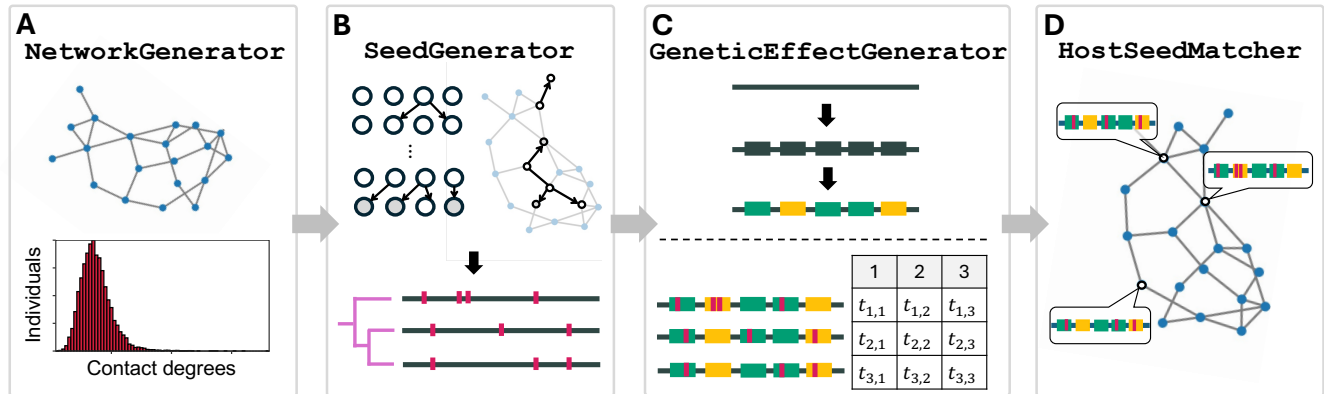 A
NetworkGenerator
Individuals
Contact degrees
B
SeedGenerator
...
C
GeneticEffectGenerator
1 2 3
t1,1 t1,2 t1,3
t2,1 t2,2 t2,3
t3,1 t3,2 t3,3
D
HostSeedMatcher